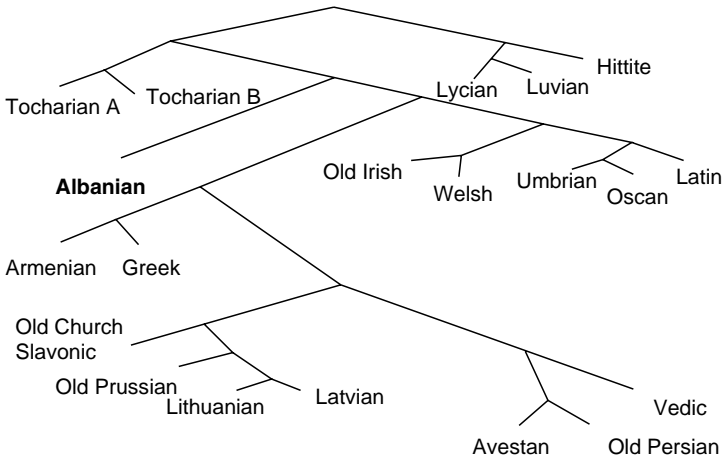 Hittite
Lycian
Luvian
Tocharian A
Tocharian B
Albanian
Old Irish
Welsh
Umbrian
Oscan
Latin
Armenian
Greek
Old Church
Slavonic
Old Prussian
Lithuanian
Latvian
Vedic
Avestan
Old Persian